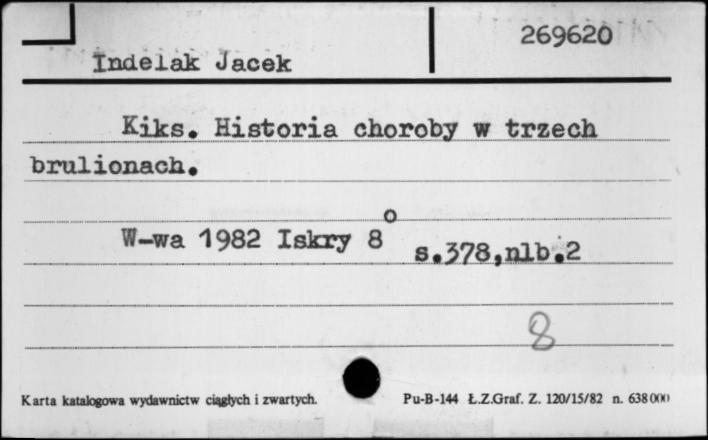 269620
Indelak Jacek
Kiks. Historia choroby w trzech
brulionach.
W-wa 1982 Iskry 8o s.378,nlb.2
8
Karta katalogowa wydawnictw ciągłych i zwartych. Pu-B-144 Ł.Z.Graf. Z. 120/15/82 n. 638000